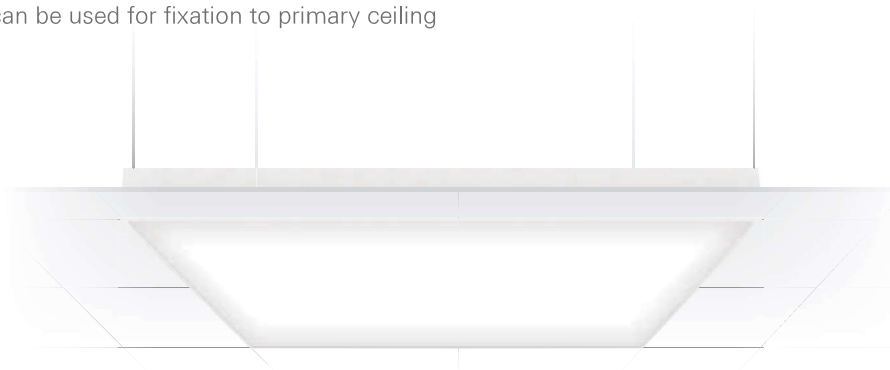 can be used for fixation to primary ceiling